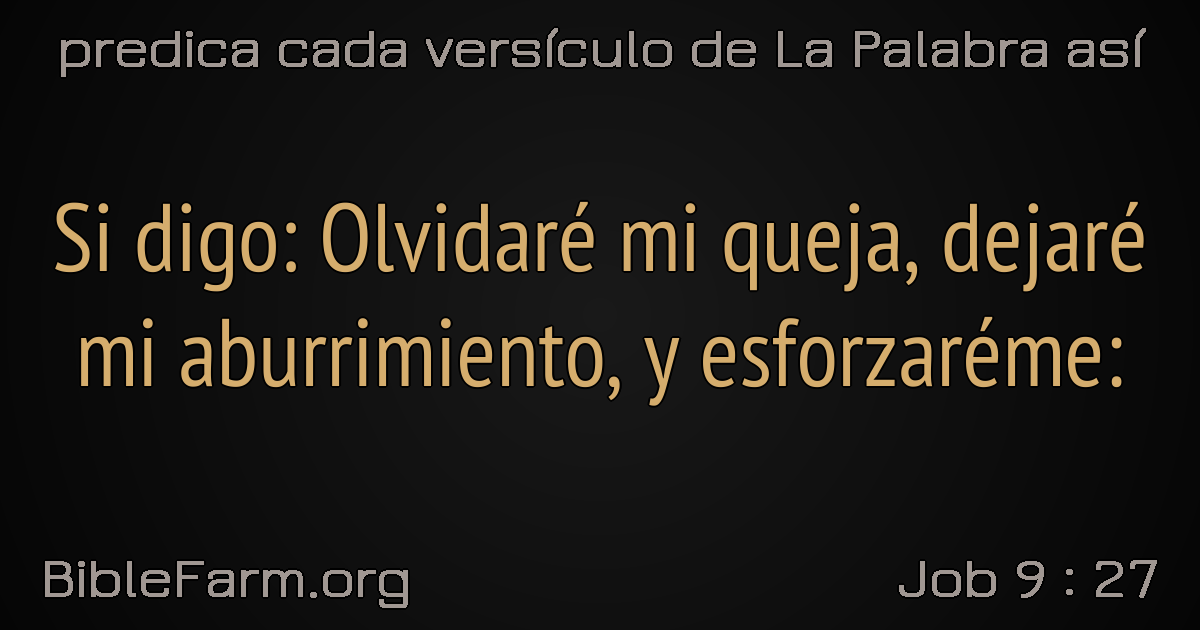 predica cada versículo de La Palabra así
Si digo: Olvidaré mi queja, dejaré
mi aburrimiento, y esforzaréme:
BibleFarm.org
Job 9 : 27